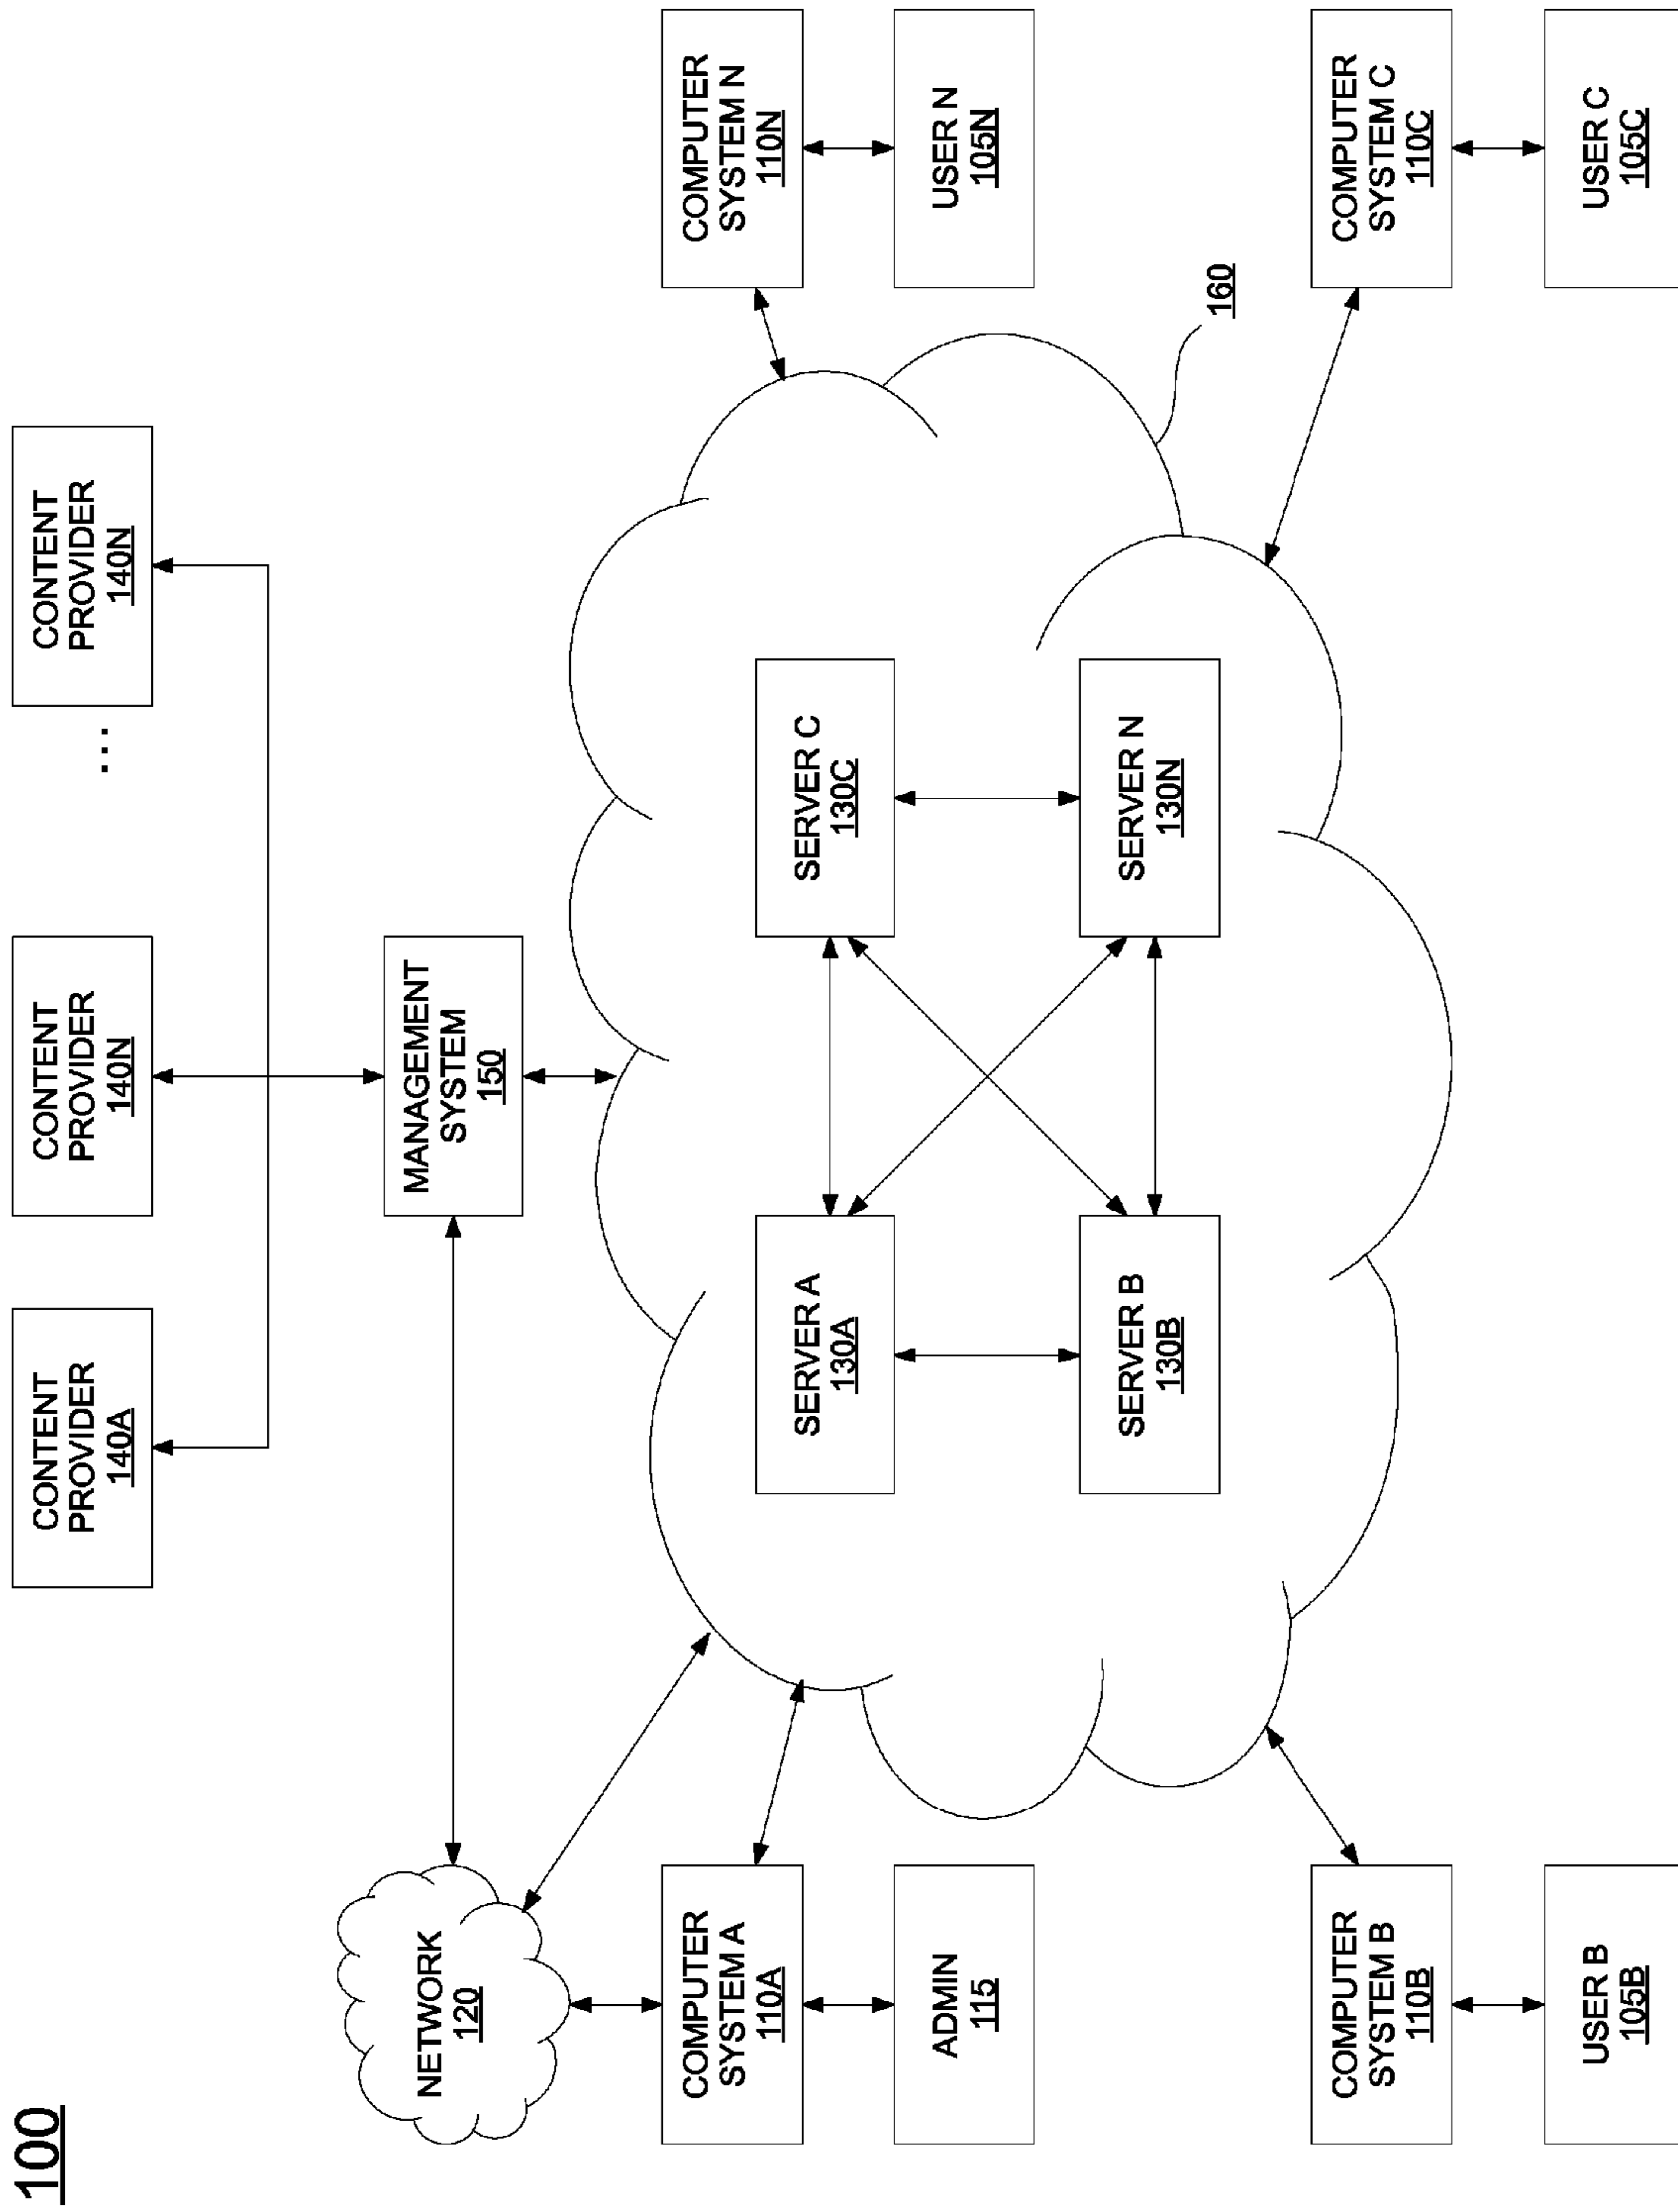 100
CONTENT
PROVIDER
140A
CONTENT
PROVIDER
140N
...
CONTENT
PROVIDER
140N
NETWORK
120
MANAGEMENT
SYSTEM
150
COMPUTER
SYSTEM A
110A
ADMIN
115
SERVER A
130A
SERVER C
130C
SERVER B
130B
SERVER N
130N
COMPUTER
SYSTEM N
110N
USER N
105N
160
COMPUTER
SYSTEM B
110B
USER B
105B
COMPUTER
SYSTEM C
110C
USER C
105C